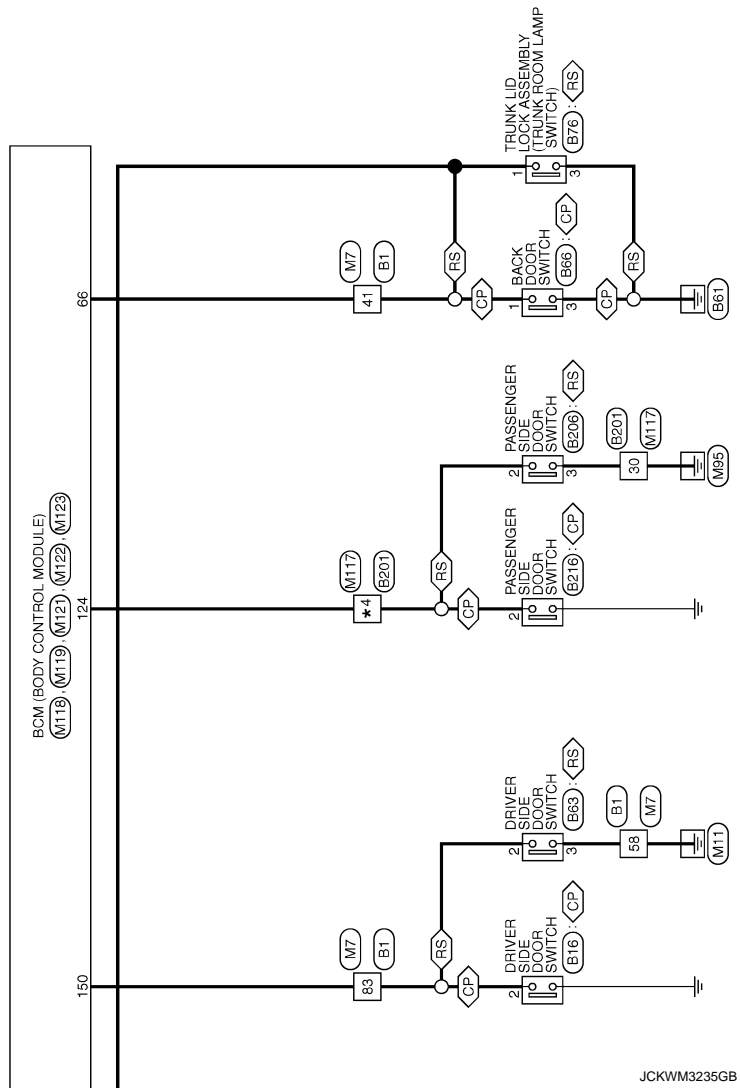 BCM (BODY CONTROL MODULE)
M118 , M119 , M121 , M122 , M123
150
124
66
M7
B1
83
M117
B201
*4
M7
B1
41
RS
CP
RS
CP
RS
CP
DRIVER
SIDE
DOOR
SWITCH
B16 : CP
2
DRIVER
SIDE
DOOR
SWITCH
B63 : RS
2
3
B1
M7
58
M11
PASSENGER
SIDE
DOOR
SWITCH
B216 : CP
2
PASSENGER
SIDE
DOOR
SWITCH
B206 : RS
2
3
B201
M117
30
M95
BACK
DOOR
SWITCH
B66 : CP
1
3
CP
RS
B61
TRUNK LID
LOCK ASSEMBLY
(TRUNK ROOM LAMP
SWITCH)
B76 : RS
1
3
JCKWM3235GB